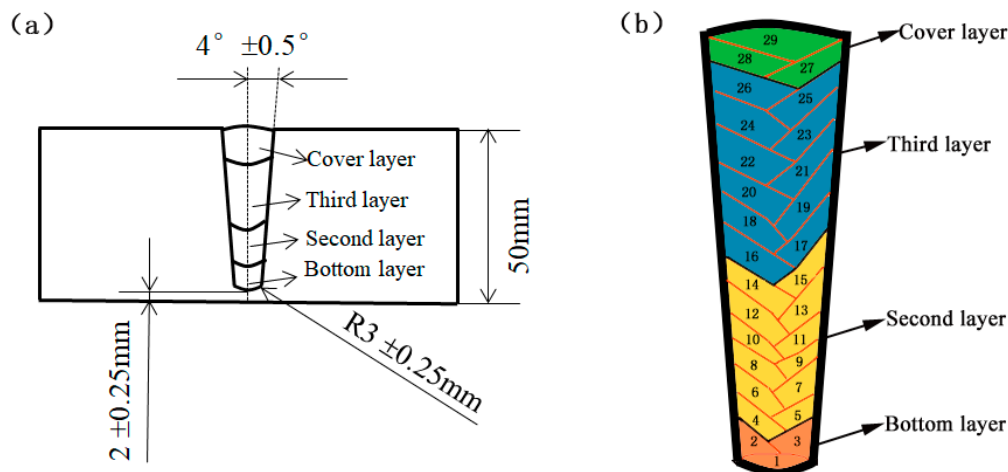 (a)
4° ±0.5°
Cover layer
Third layer
Second layer
Bottom layer
50mm
2 ±0.25mm
R3 ±0.25mm
(b)
29
28
27
26
25
24
23
22
21
20
19
18
17
16
15
14
13
12
11
10
9
8
7
6
5
4
3
2
1
Cover layer
Third layer
Second layer
Bottom layer